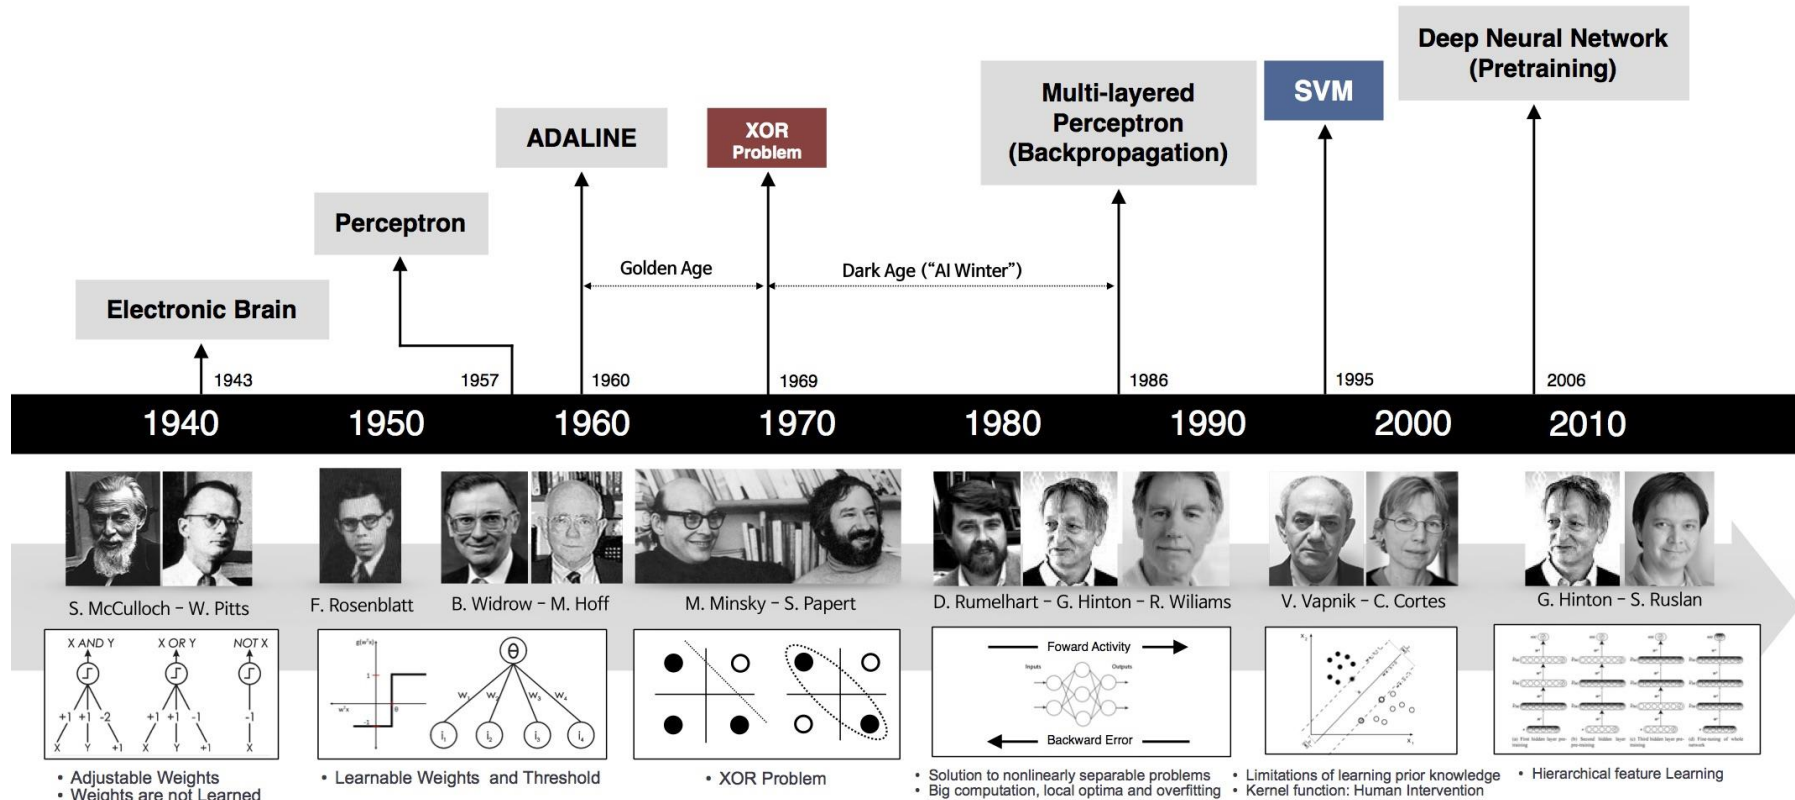 Deep Neural Network
(Pretraining)
Multi-layered
Perceptron
(Backpropagation)
SVM
ADALINE
XOR
Problem
Perceptron
Golden Age
Dark Age (“AI Winter”)
Electronic Brain
1943
1957
1960
1969
1986
1995
2006
1940
1950
1960
1970
1980
1990
2000
2010
S. McCulloch – W. Pitts
F. Rosenblatt
B. Widrow – M. Hoff
M. Minsky – S. Papert
D. Rumelhart – G. Hinton – R. Wiliams
V. Vapnik – C. Cortes
G. Hinton – S. Ruslan
X AND Y
X OR Y
NOT X
+1 +1 -2
+1 +1 -1
-1
X Y +1
X Y +1
X
1
-1
θ
θ
w₁ w₂ w₃ w₄
i₁ i₂ i₃ i₄
Foward Activity
Inputs
Outputs
Backward Error
X₂
X₁
• Adjustable Weights
• Weights are not Learned
• Learnable Weights and Threshold
• XOR Problem
• Solution to nonlinearly separable problems
• Big computation, local optima and overfitting
• Limitations of learning prior knowledge
• Kernel function: Human Intervention
• Hierarchical feature Learning